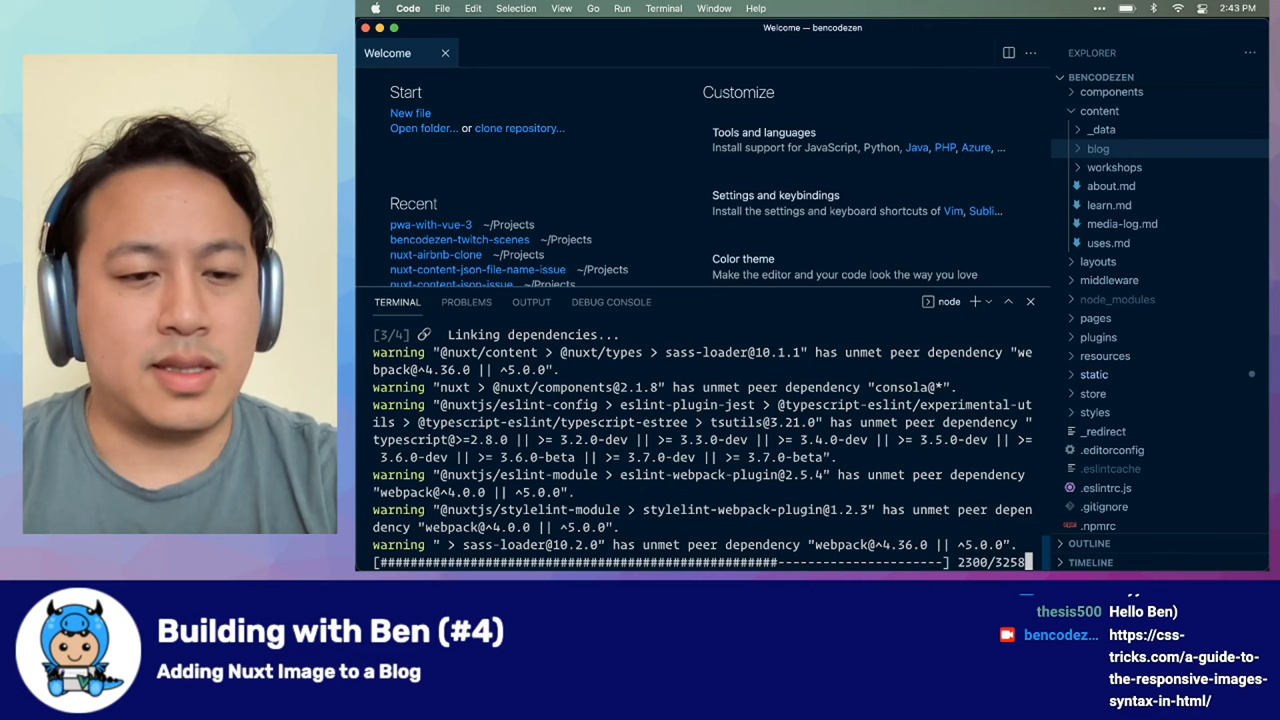 Code File Edit Selection View Go Run Terminal Window Help
2:43 PM
Welcome — bencodezen
Welcome
Start
New file
Open folder... or clone repository...
Recent
pwa-with-vue-3 ~/Projects
bencodezen-twitch-scenes ~/Projects
nuxt-airbnb-clone ~/Projects
nuxt-content-json-file-name-issue ~/Projects
nuxt-content-json-issue ~/Projects
Customize
Tools and languages
Install support for JavaScript, Python, Java, PHP, Azure, ...
Settings and keybindings
Install the settings and keyboard shortcuts of Vim, Subli...
Color theme
Make the editor and your code look the way you love
TERMINAL PROBLEMS OUTPUT DEBUG CONSOLE
node
[3/4] Linking dependencies...
warning "@nuxt/content > @nuxt/types > sass-loader@10.1.1" has unmet peer dependency "we
bpack@^4.36.0 || ^5.0.0".
warning "nuxt > @nuxt/components@2.1.8" has unmet peer dependency "consola@*".
warning "@nuxtjs/eslint-config > eslint-plugin-jest > @typescript-eslint/experimental-ut
ils > @typescript-eslint/typescript-estree > tsutils@3.21.0" has unmet peer dependency "
typescript@>=2.8.0 || >= 3.2.0-dev || >= 3.3.0-dev || >= 3.4.0-dev || >= 3.5.0-dev || >=
3.6.0-dev || >= 3.6.0-beta || >= 3.7.0-dev || >= 3.7.0-beta".
warning "@nuxtjs/eslint-module > eslint-webpack-plugin@2.5.4" has unmet peer dependency
"webpack@^4.0.0 || ^5.0.0".
warning "@nuxtjs/stylelint-module > stylelint-webpack-plugin@1.2.3" has unmet peer depen
dency "webpack@^4.0.0 || ^5.0.0".
warning " > sass-loader@10.2.0" has unmet peer dependency "webpack@^4.36.0 || ^5.0.0".
[######################################################----------------------] 2300/3258
EXPLORER
BENCODEZEN
components
content
_data
blog
workshops
about.md
learn.md
media-log.md
uses.md
layouts
middleware
node_modules
pages
plugins
resources
static
store
styles
_redirect
.editorconfig
.eslintcache
.eslintrc.js
.gitignore
.npmrc
OUTLINE
TIMELINE
Building with Ben (#4)
Adding Nuxt Image to a Blog
thesis500 Hello Ben)
bencodez... https://css-
tricks.com/a-guide-to-
the-responsive-images-
syntax-in-html/